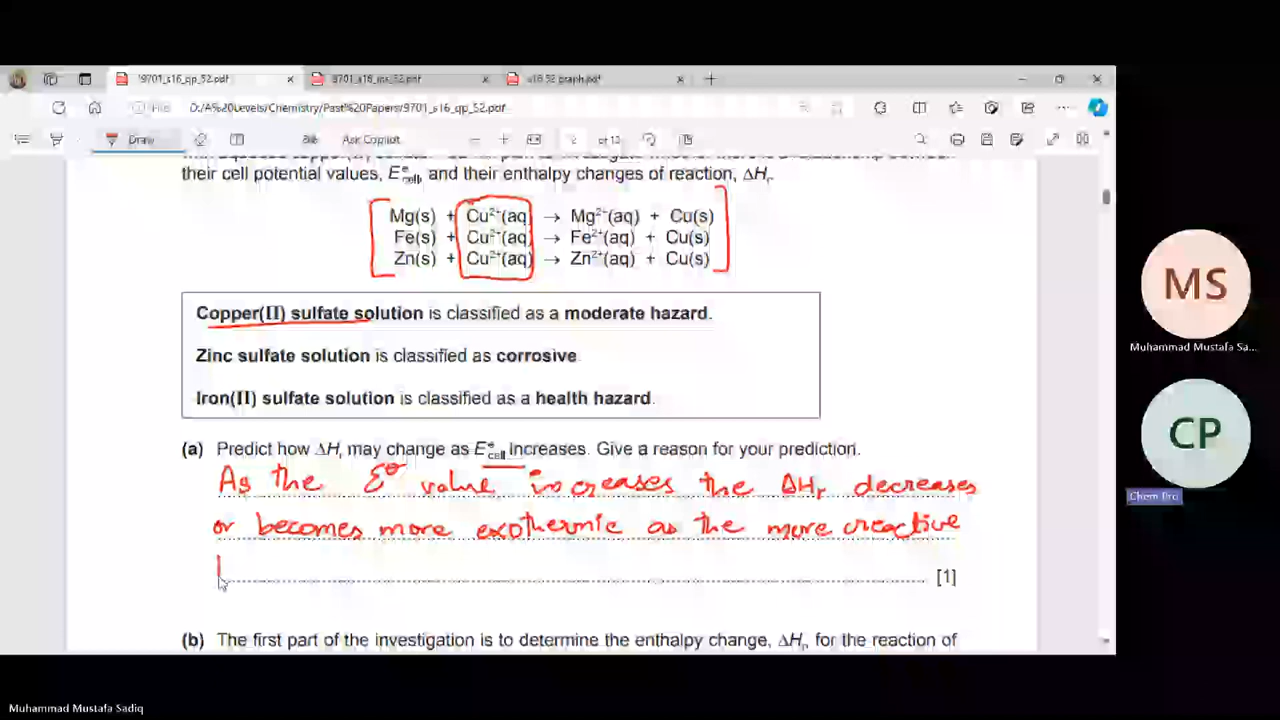 9701_s16_qp_52.pdf
9701_s16_ms_52.pdf
s16 52 graph.pdf
File
D:/A%20Levels/Chemistry/Past%20Papers/9701_s16_qp_52.pdf
Draw
Ask Copilot
of 13
their cell potential values, E⦵cell, and their enthalpy changes of reaction, ΔHr.
Mg(s) + Cu²⁺(aq) → Mg²⁺(aq) + Cu(s)
Fe(s) + Cu²⁺(aq) → Fe²⁺(aq) + Cu(s)
Zn(s) + Cu²⁺(aq) → Zn²⁺(aq) + Cu(s)
Copper(II) sulfate solution is classified as a moderate hazard.
Zinc sulfate solution is classified as corrosive.
Iron(II) sulfate solution is classified as a health hazard.
(a) Predict how ΔHr may change as E⦵cell increases. Give a reason for your prediction.
As the E⦵ value increases the ΔHr decreases
or becomes more exothermic as the more reactive
[1]
(b) The first part of the investigation is to determine the enthalpy change, ΔHr, for the reaction of
MS
Muhammad Mustafa Sa...
CP
Chem Pro
Muhammad Mustafa Sadiq